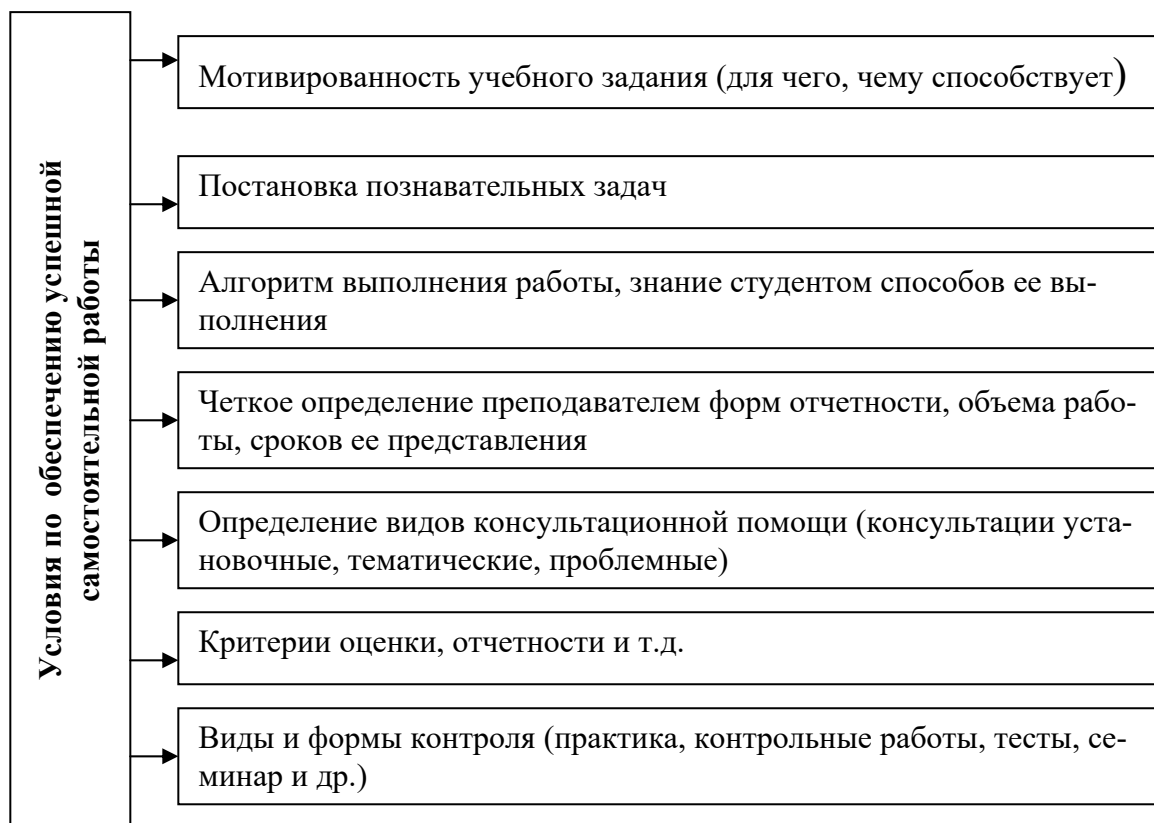 Условия по обеспечению успешной
самостоятельной работы
Мотивированность учебного задания (для чего, чему способствует)
Постановка познавательных задач
Алгоритм выполнения работы, знание студентом способов ее вы-
полнения
Четкое определение преподавателем форм отчетности, объема рабо-
ты, сроков ее представления
Определение видов консультационной помощи (консультации уста-
новочные, тематические, проблемные)
Критерии оценки, отчетности и т.д.
Виды и формы контроля (практика, контрольные работы, тесты, се-
минар и др.)